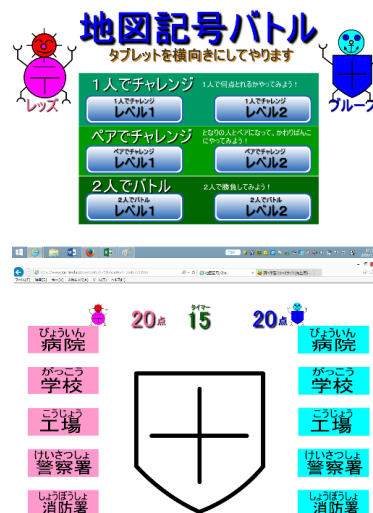 地図記号バトル
タブレットを横向きにしてやります
レッズ
ブルーズ
1人でチャレンジ 1人で何点とれるかやってみよう！
1人でチャレンジ
レベル1
1人でチャレンジ
レベル2
ペアでチャレンジ となりの人とペアになって、かわりばんこにやってみよう！
ペアでチャレンジ
レベル1
ペアでチャレンジ
レベル2
2人でバトル 2人で勝負してみよう！
2人でバトル
レベル1
2人でバトル
レベル2
20点
タイマー
15
20点
びょういん
病院
がっこう
学校
こうじょう
工場
けいさつしょ
警察署
しょうぼうしょ
消防署
びょういん
病院
がっこう
学校
こうじょう
工場
けいさつしょ
警察署
しょうぼうしょ
消防署